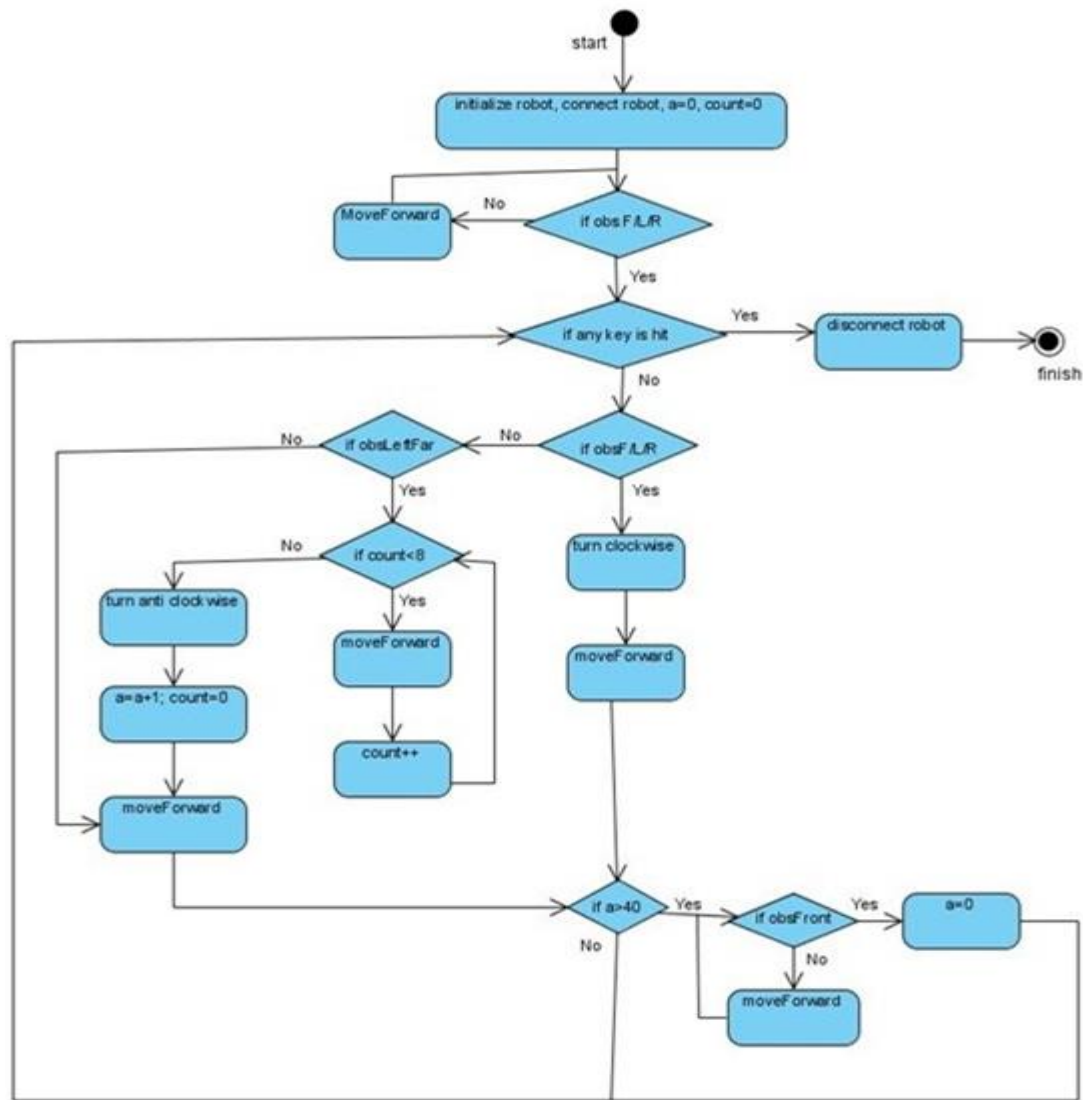 start
initialize robot, connect robot, a=0, count=0
No
MoveForward
if obs F/L/R
Yes
Yes
if any key is hit
disconnect robot
finish
No
No
if obsLeftFar
No
if obsF/L/R
Yes
Yes
No
if count<8
turn clockwise
turn anti clockwise
Yes
moveForward
moveForward
a=a+1; count=0
count++
moveForward
if a>40
Yes
if obsFront
Yes
a=0
No
No
moveForward